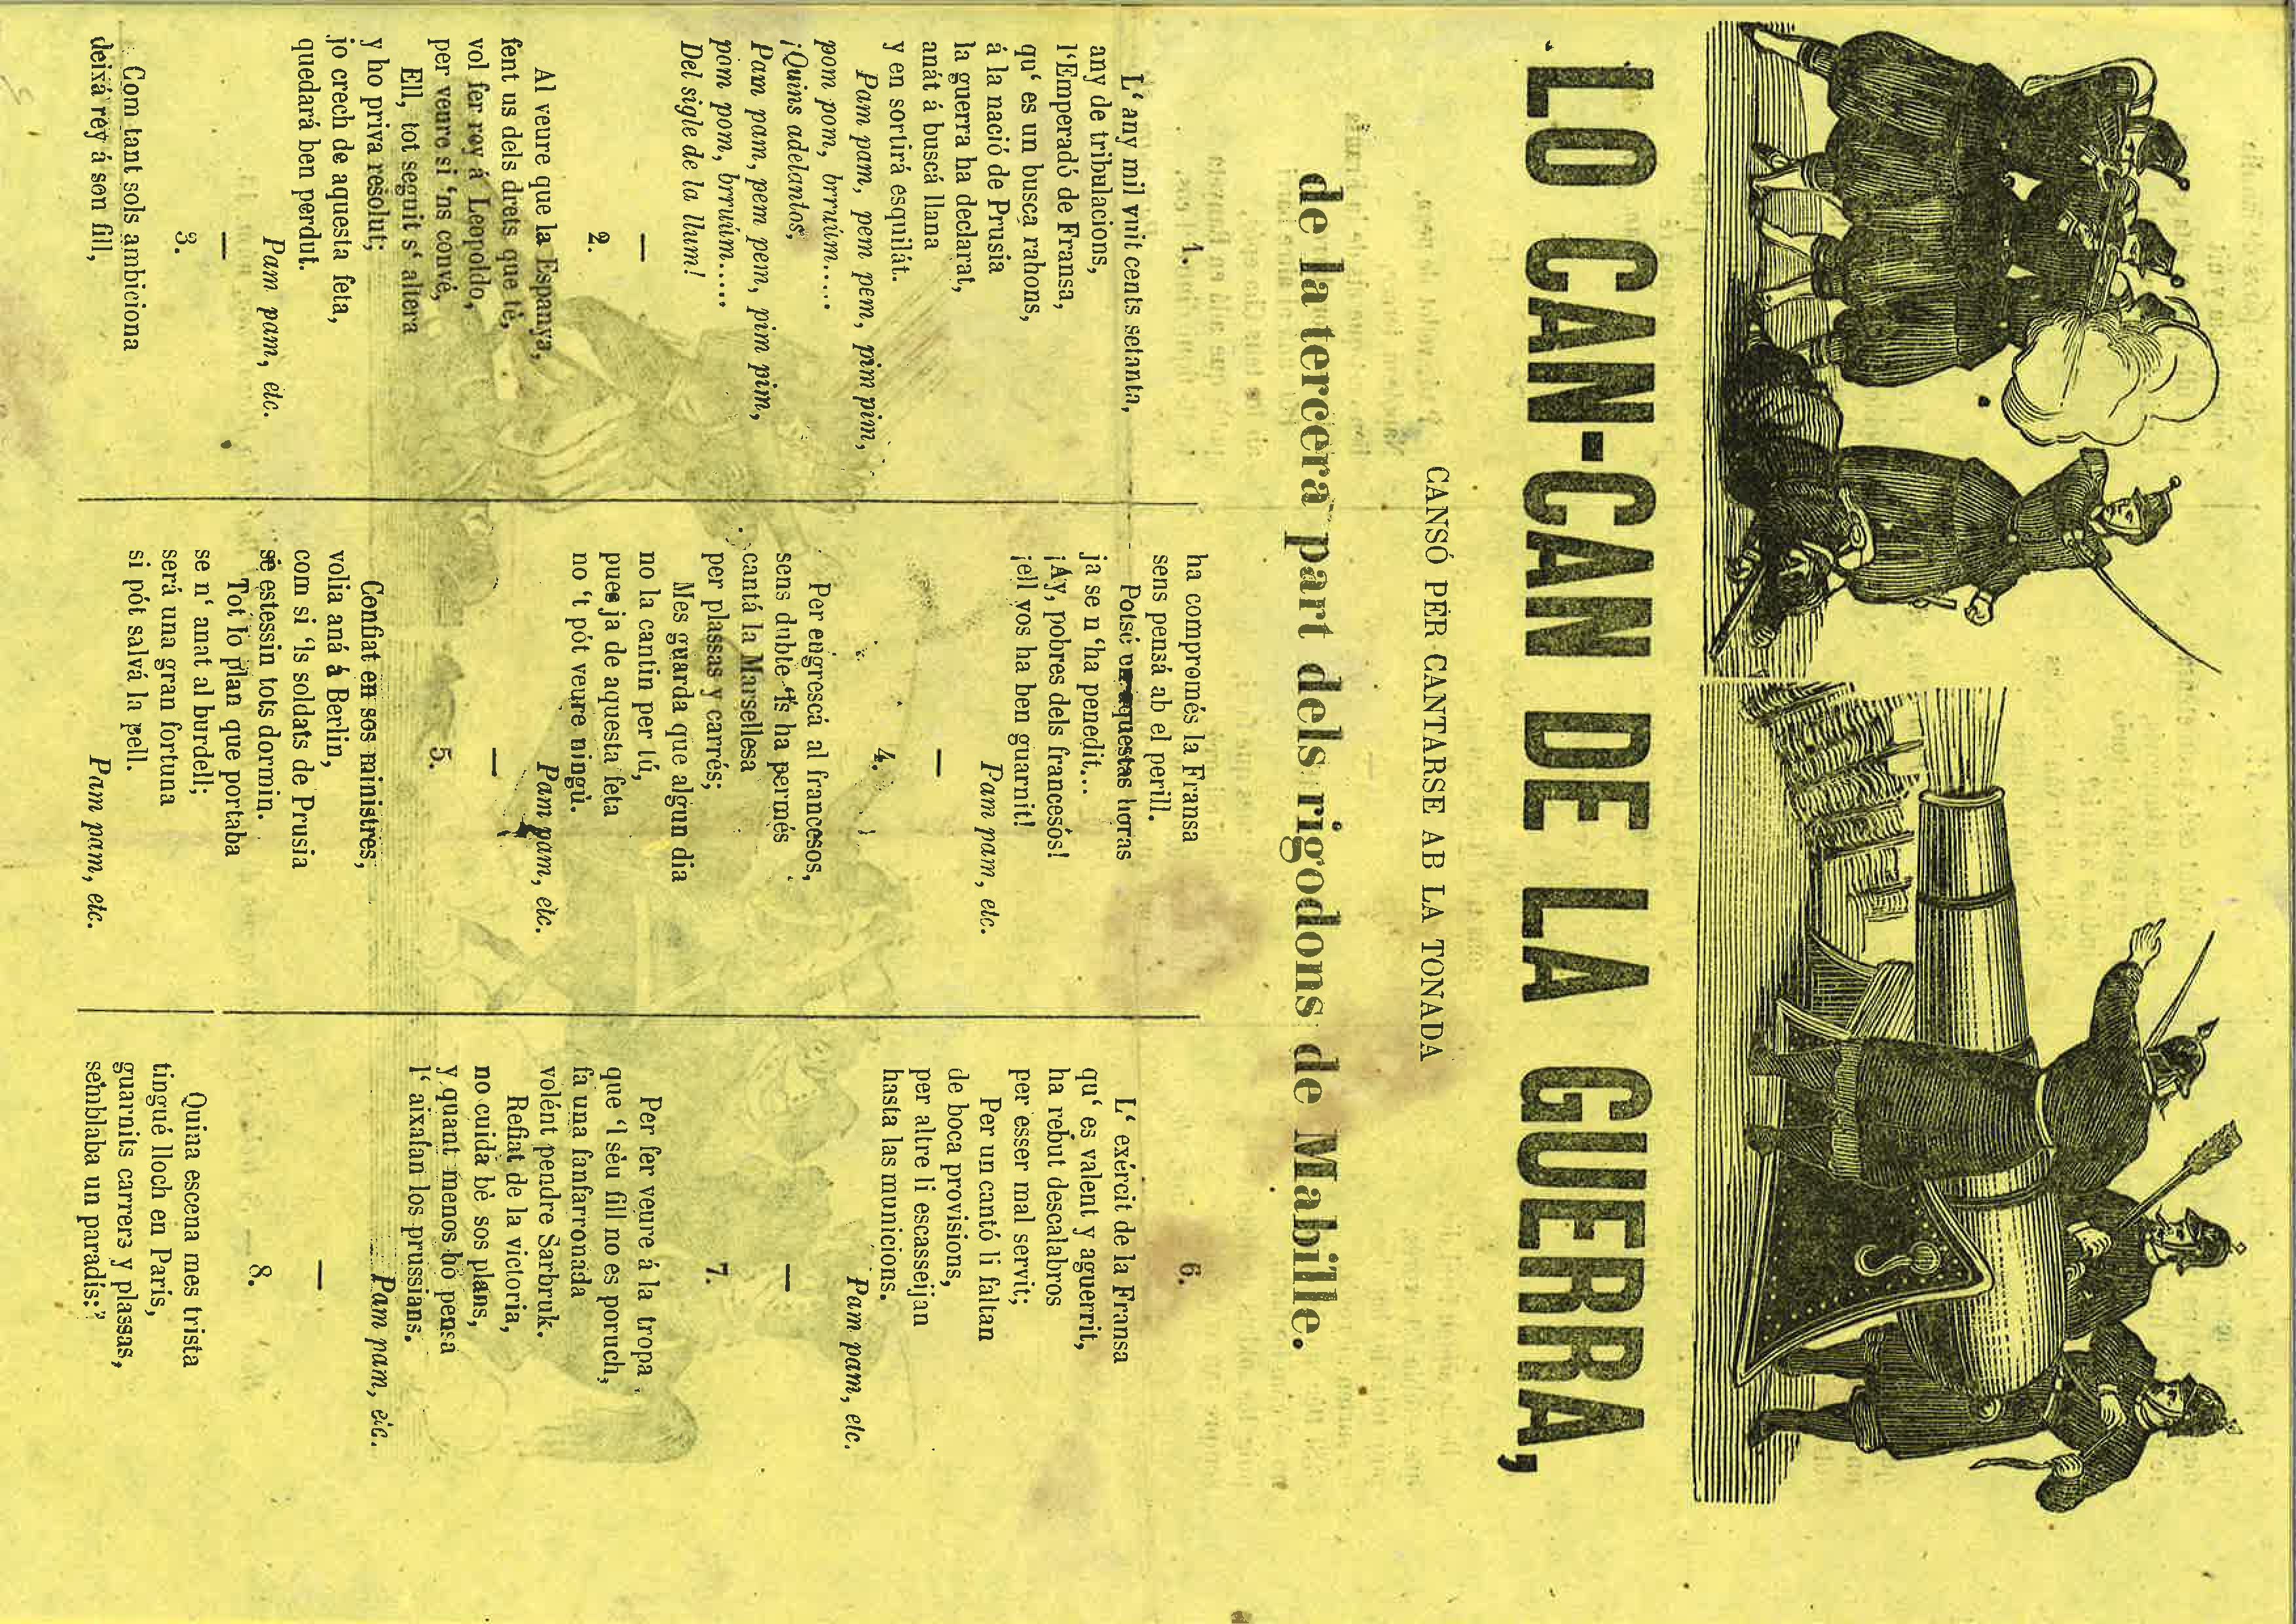 LO CAN-CAN DE LA GUERRA,
CANSÓ PER CANTARSE AB LA TONADA
de la tercera part dels rigodons de Mabille.
1.
L‘ any mil vuit cents setanta,
any de tribulacions,
l‘Emperadó de Fransa,
qu‘ es un busca rahons,
á la nació de Prusia
la guerra ha declarat,
anát á buscá llana
y en sortirá esquilát.
Pam pam, pem pem, pim pim,
pom pom, brruúm.....
¡Quins adelantos,
Pam pam, pem pem, pim pim,
pom pom, brruúm.....
Del sigle de la llum!
—
2.
Al veure que la Espanya,
fent us dels drets que tè,
vol fer rey á Leopoldo,
per veure si ‘ns convé,
Ell, tot seguit s‘ altera
y ho priva resolut;
jo crech de aquesta feta,
quedará ben perdut.
Pam pam, etc.
—
3.
Com tant sols ambiciona
deixá rey á son fill,
ha compromés la Fransa
sens pensá ab el perill.
Potsé en aquestas horas
ja se n ‘ha penedit...
¡Ay, pobres dels francesos!
¡ell vos ha ben guarnit!
Pam pam, etc.
—
4.
Per engrescá al francesos,
sens dubte ‘ls ha permés
cantá la Marsellesa
per plassas y carrés;
Mes guarda que algun dia
no la cantin per tú,
pues ja de aquesta feta
no ‘t pót veure ningù.
Pam pam, etc.
—
5.
Confiat en sos ministres,
volia aná á Berlin,
com si ‘ls soldats de Prusia
se estessin tots dormin.
Tot lo plan que portaba
se n‘ anat al burdell;
será una gran fortuna
si pót salvá la pell.
Pam pam, etc.
6.
L‘ exércit de la Fransa
qu‘ es valent y aguerrit,
ha rebut descalabros
per esser mal servit;
Per un cantó li faltan
de boca provisions,
per altre li escasseijan
hasta las municions.
Pam pam, etc.
—
7.
Per fer veure á la tropa
que ‘l sèu fill no es poruch,
fa una fanfarronada
volént pendre Sarbruk.
Refiat de la victoria,
no cuida bè sos plans,
y quant menos hó pensa
l‘ aixafan los prussians.
Pam pam, etc.
—
8.
Quina escena mes trista
tingué lloch en París,
guarnits carrers y plassas,
semblaba un paradís: